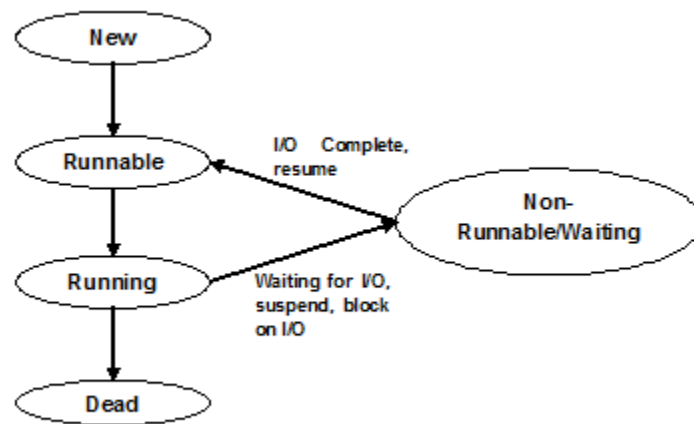 New
Runnable
I/O Complete,
resume
Non-
Runnable/Waiting
Running
Waiting for I/O,
suspend, block
on I/O
Dead